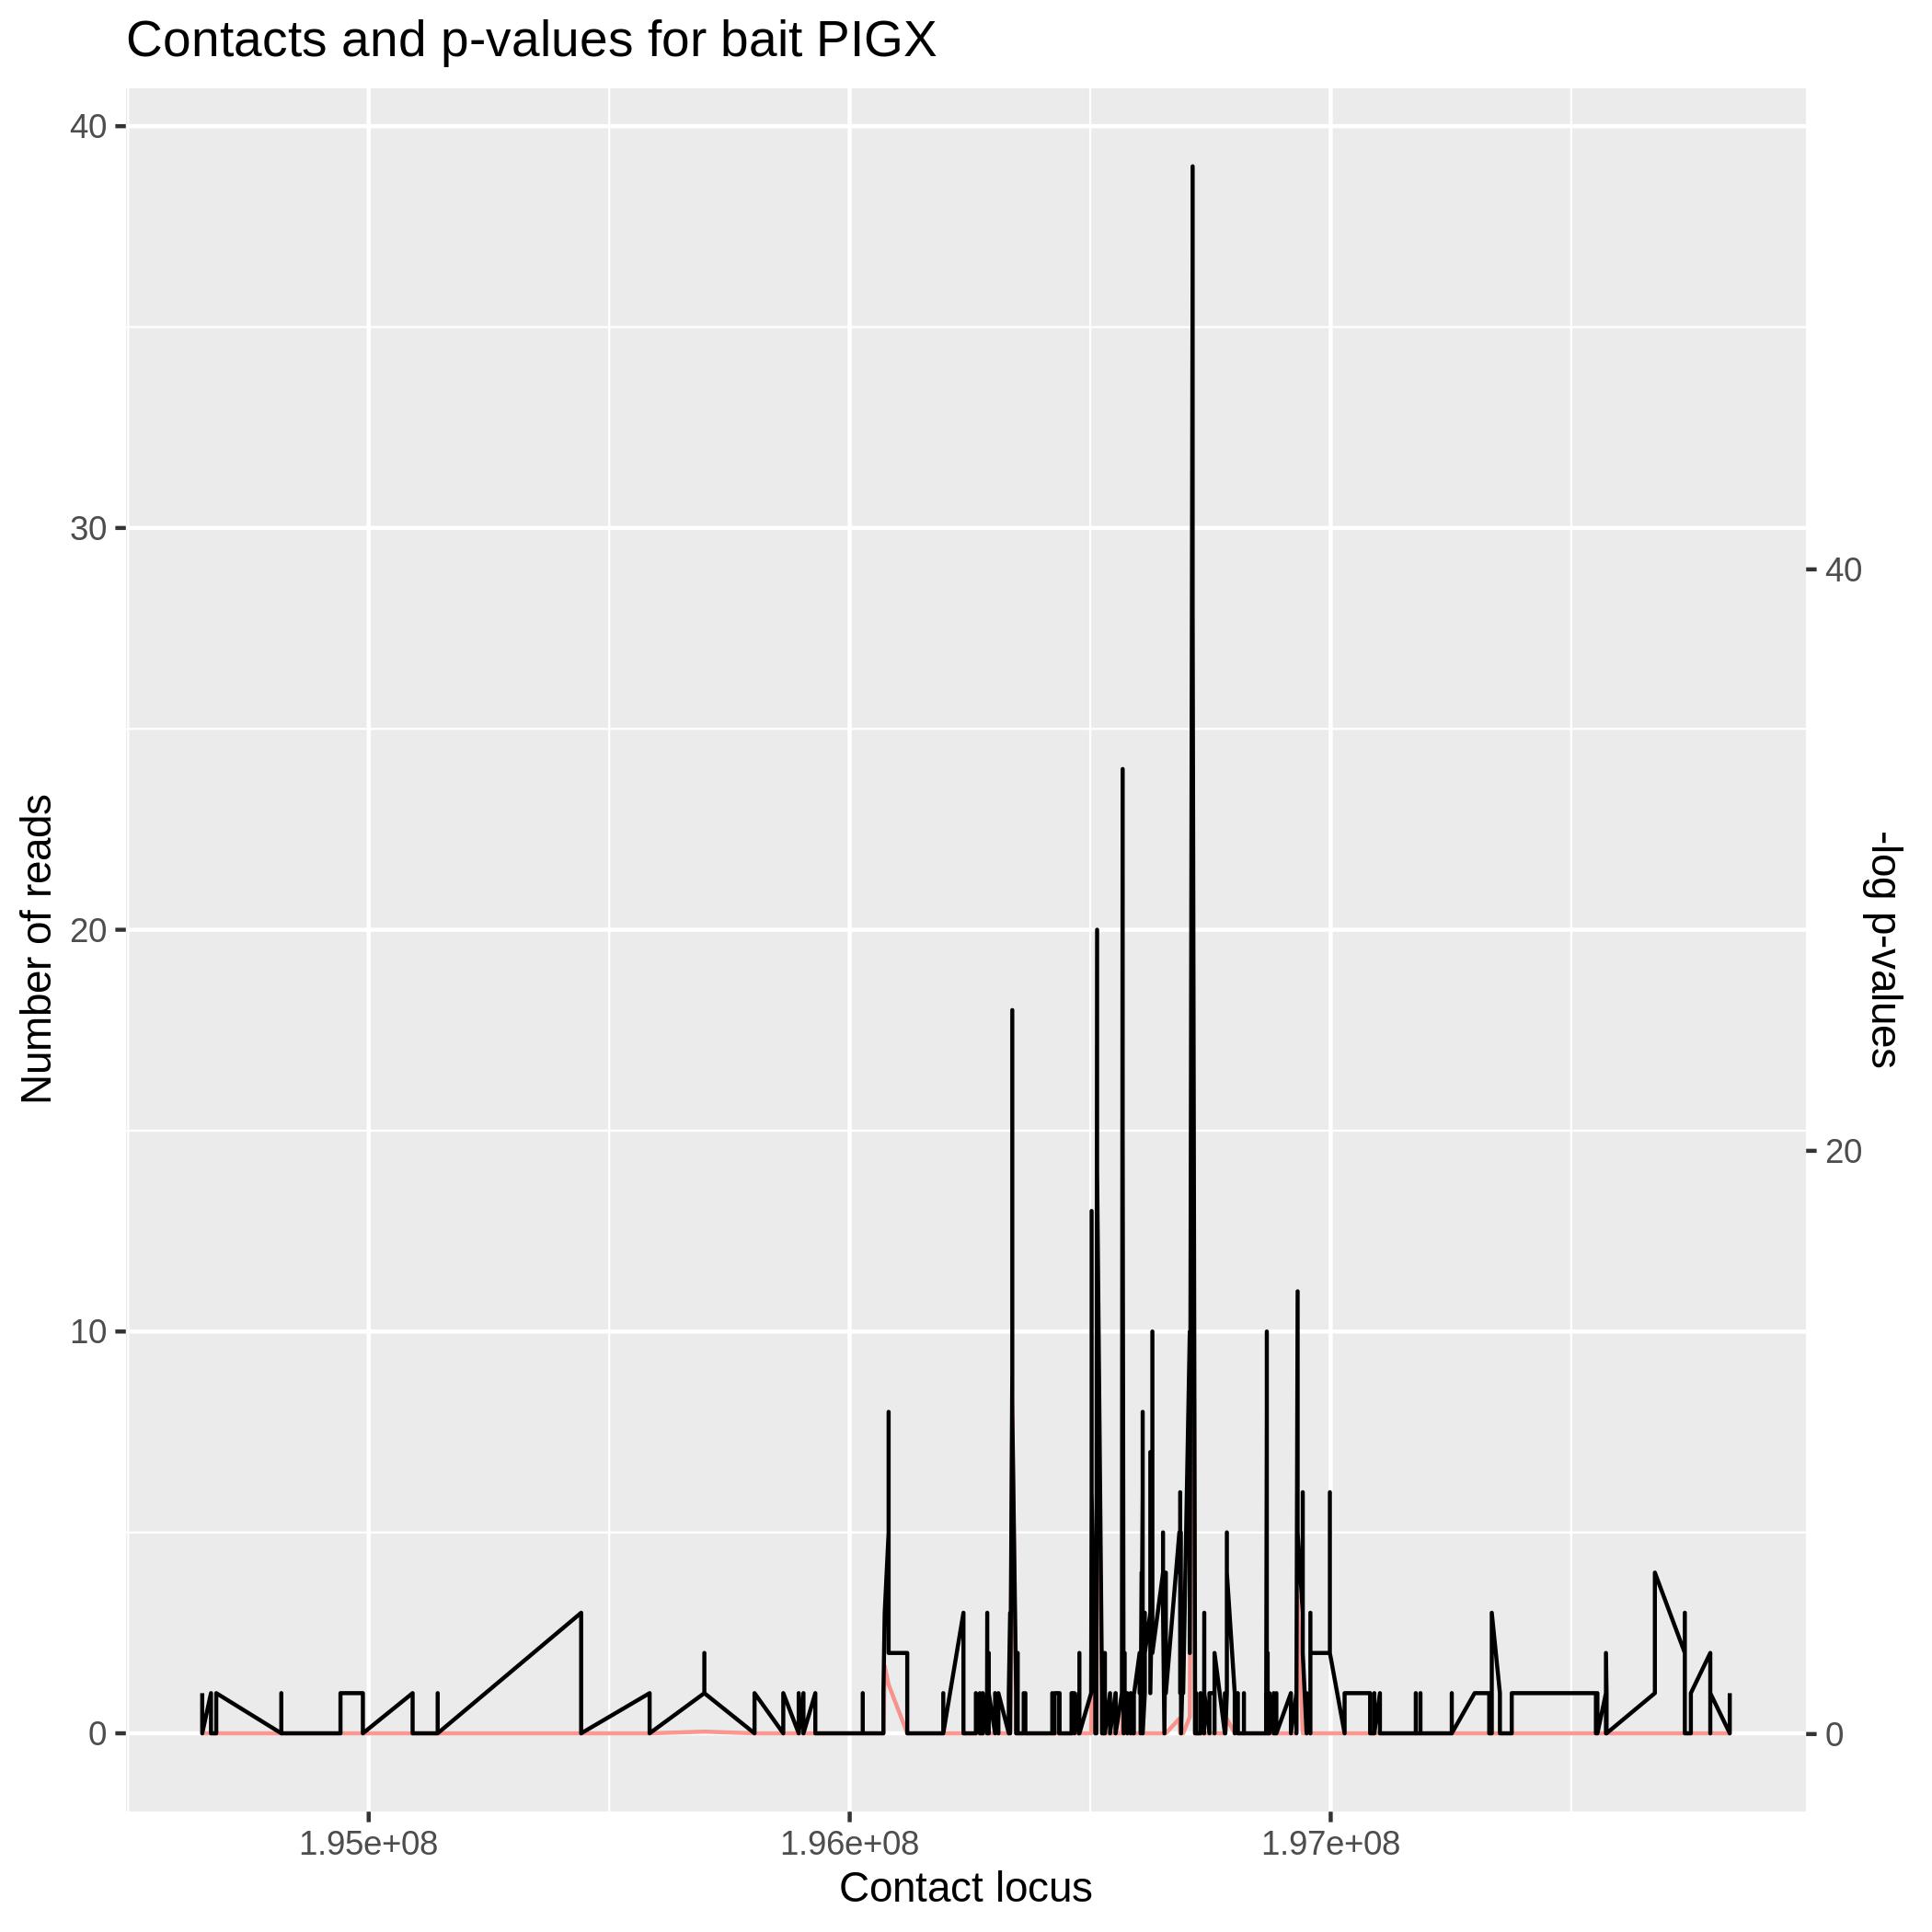 Contacts and p-values for bait PIGX
40
30
20
10
0
Number of reads
40
20
0
-log p-values
1.95e+08
1.96e+08
1.97e+08
Contact locus